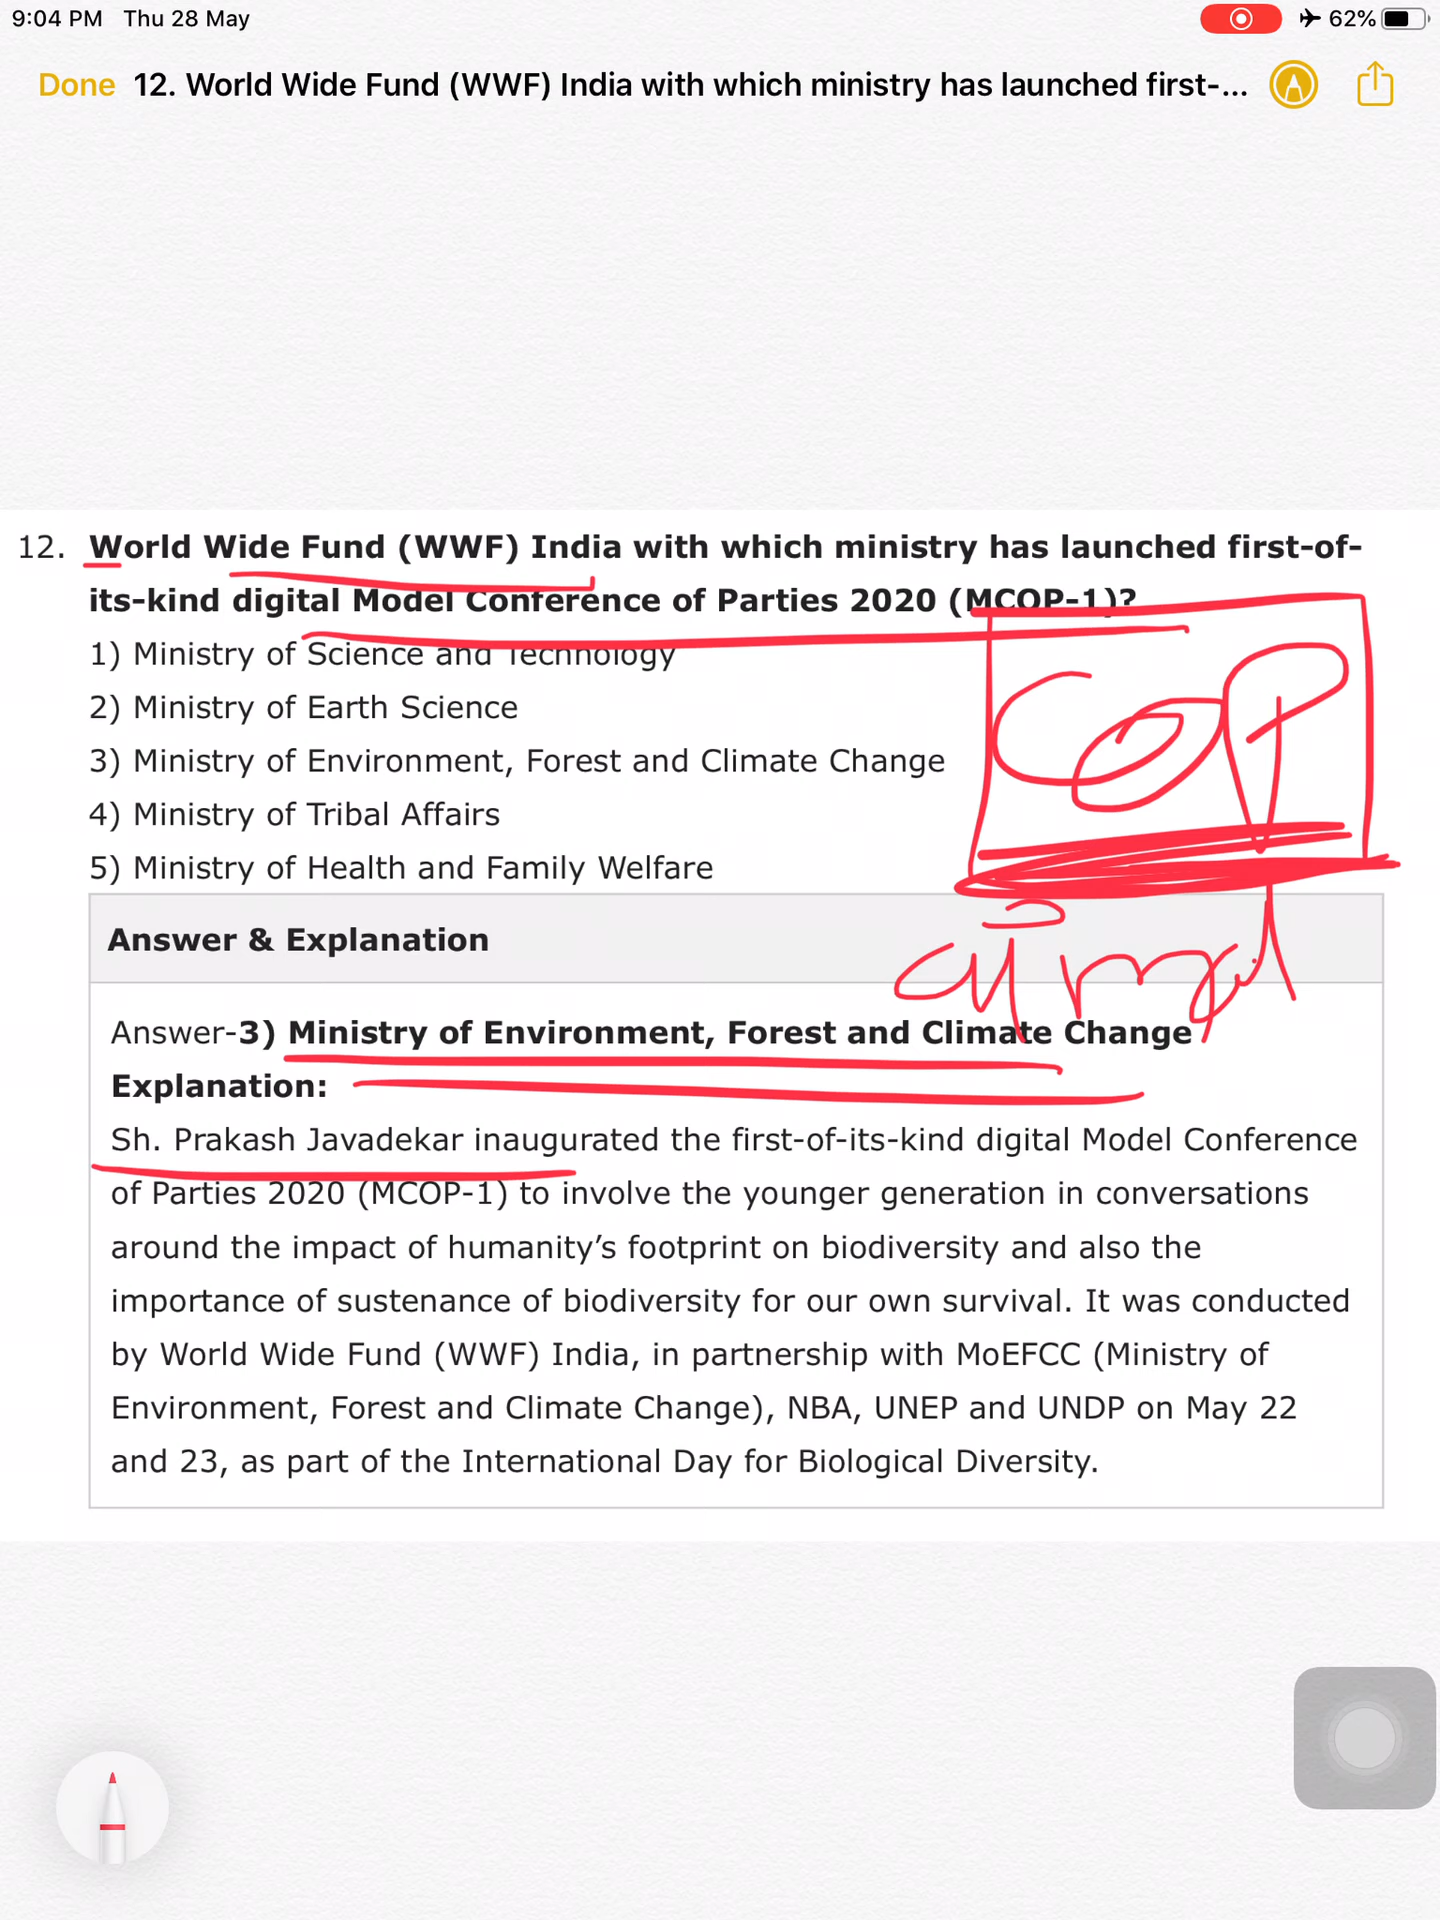 9:04 PM Thu 28 May 62%
Done 12. World Wide Fund (WWF) India with which ministry has launched first-...
12. World Wide Fund (WWF) India with which ministry has launched first-of-
its-kind digital Model Conference of Parties 2020 (MCOP-1)?
1) Ministry of Science and Technology
2) Ministry of Earth Science
3) Ministry of Environment, Forest and Climate Change
4) Ministry of Tribal Affairs
5) Ministry of Health and Family Welfare
COP
Answer & Explanation
Answer-3) Ministry of Environment, Forest and Climate Change
Explanation:
Sh. Prakash Javadekar inaugurated the first-of-its-kind digital Model Conference
of Parties 2020 (MCOP-1) to involve the younger generation in conversations
around the impact of humanity’s footprint on biodiversity and also the
importance of sustenance of biodiversity for our own survival. It was conducted
by World Wide Fund (WWF) India, in partnership with MoEFCC (Ministry of
Environment, Forest and Climate Change), NBA, UNEP and UNDP on May 22
and 23, as part of the International Day for Biological Diversity.